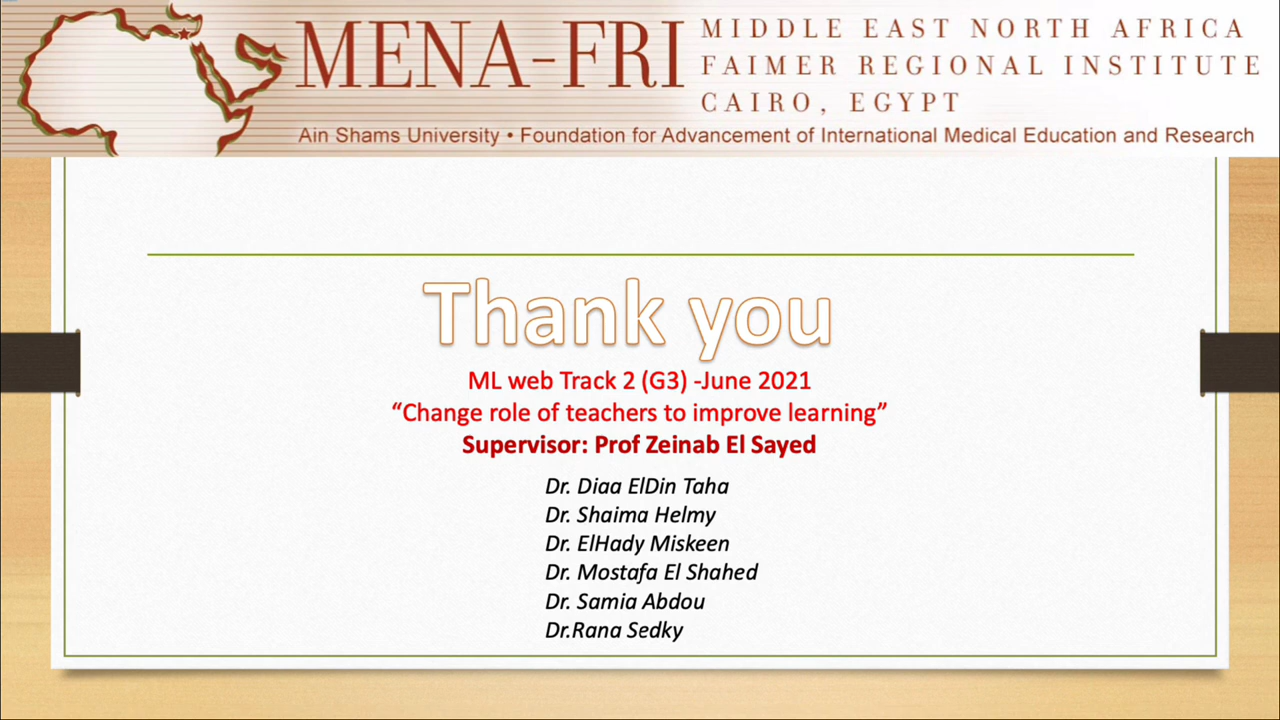 MENA-FRI
MIDDLE EAST NORTH AFRICA
FAIMER REGIONAL INSTITUTE
CAIRO, EGYPT
Ain Shams University • Foundation for Advancement of International Medical Education and Research
Thank you
ML web Track 2 (G3) -June 2021
“Change role of teachers to improve learning”
Supervisor: Prof Zeinab El Sayed
Dr. Diaa ElDin Taha
Dr. Shaima Helmy
Dr. ElHady Miskeen
Dr. Mostafa El Shahed
Dr. Samia Abdou
Dr.Rana Sedky